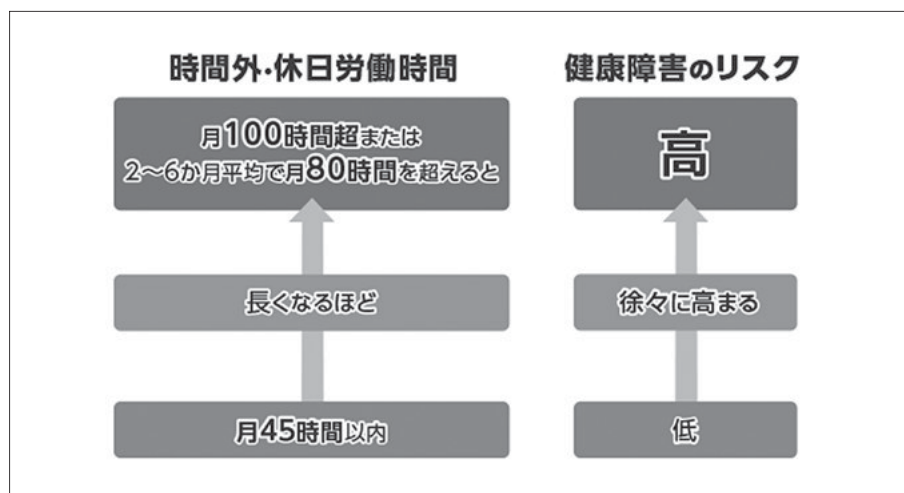 時間外･休日労働時間
月100時間超または
2〜6か月平均で月80時間を超えると
長くなるほど
月45時間以内
健康障害のリスク
高
徐々に高まる
低